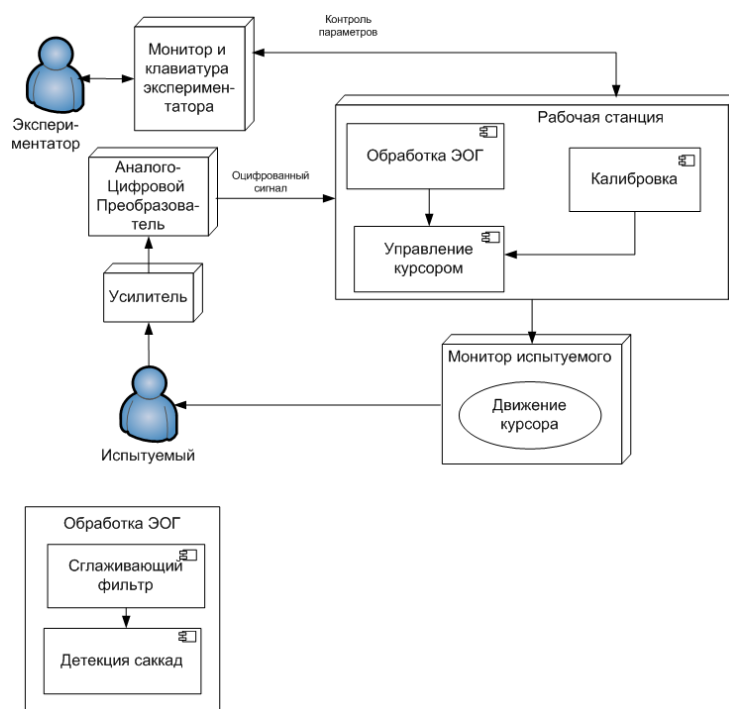 Контроль
параметров
Монитор и
клавиатура
эксперимен-
татора
Экспери-
ментатор
Рабочая станция
Обработка ЭОГ
Калибровка
Управление
курсором
Аналого-
Цифровой
Преобразова-
тель
Оцифрованный
сигнал
Усилитель
Монитор испытуемого
Движение
курсора
Испытуемый
Обработка ЭОГ
Сглаживающий
фильтр
Детекция саккад